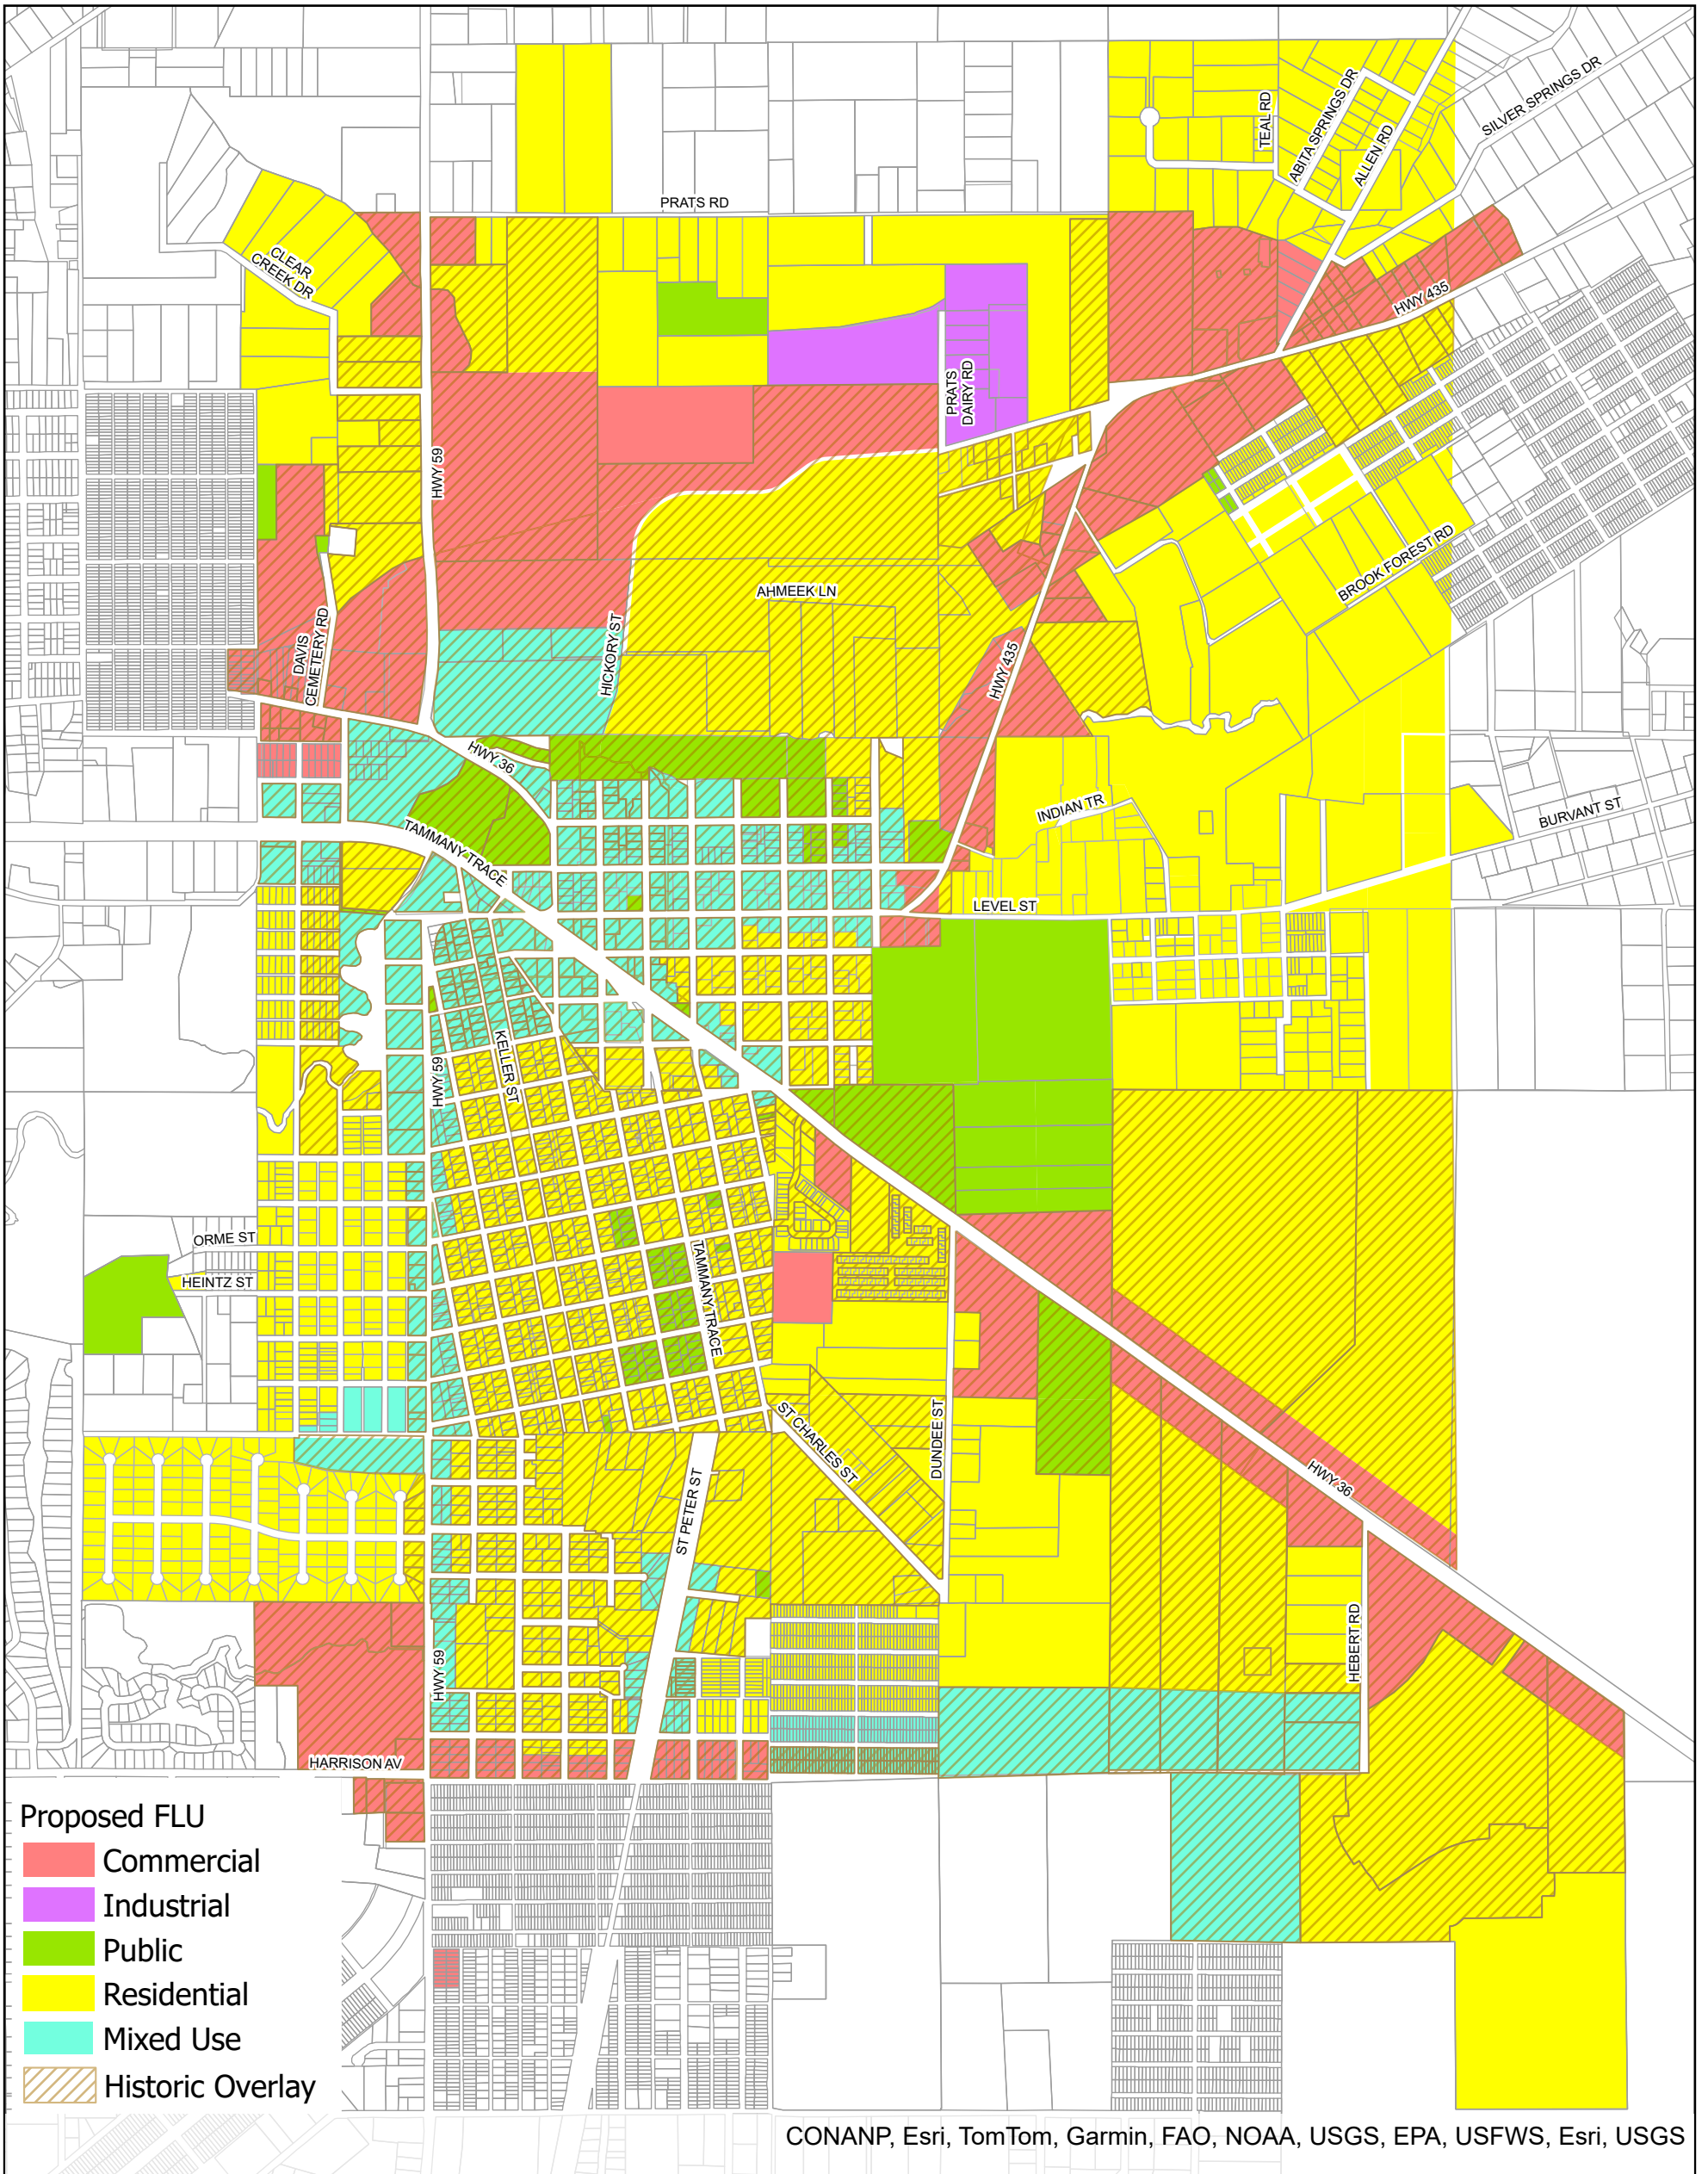 SILVER SPRINGS DR
TEAL RD
ABITA SPRINGS DR
ALLEN RD
PRATS RD
CLEAR
CREEK DR
HWY 435
PRATS
DAIRY RD
HWY 59
BROOK FOREST RD
AHMEEK LN
DAVIS
CEMETERY RD
HICKORY ST
HWY 435
HWY 36
INDIAN TR
BURVANT ST
TAMMANY TRACE
LEVEL ST
KELLER ST
HWY 59
ORME ST
HEINTZ ST
TAMMANY TRACE
ST CHARLES ST
DUNDEE ST
HWY 36
ST PETER ST
HEBERT RD
HWY 59
HARRISON AV
Proposed FLU
Commercial
Industrial
Public
Residential
Mixed Use
Historic Overlay
CONANP, Esri, TomTom, Garmin, FAO, NOAA, USGS, EPA, USFWS, Esri, USGS